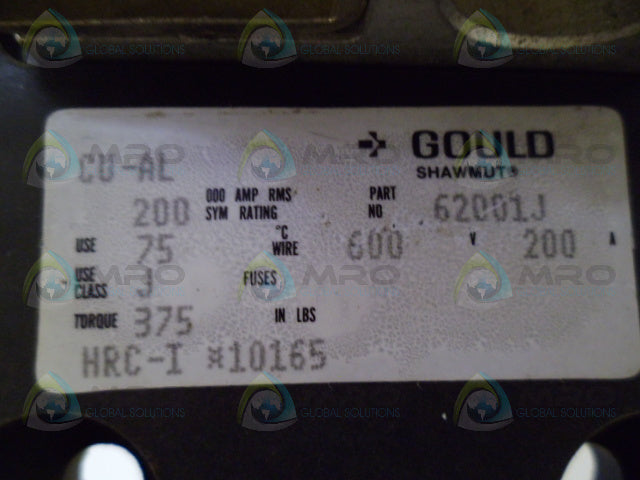 GOULD
SHAWMUT®
CU-AL
200 000 AMP RMS SYM RATING PART NO 62001J
USE 75 °C WIRE 600 V 200 A
USE CLASS J FUSES
TORQUE 375 IN LBS
HRC-I ¤10165
MRO
GLOBAL SOLUTIONS